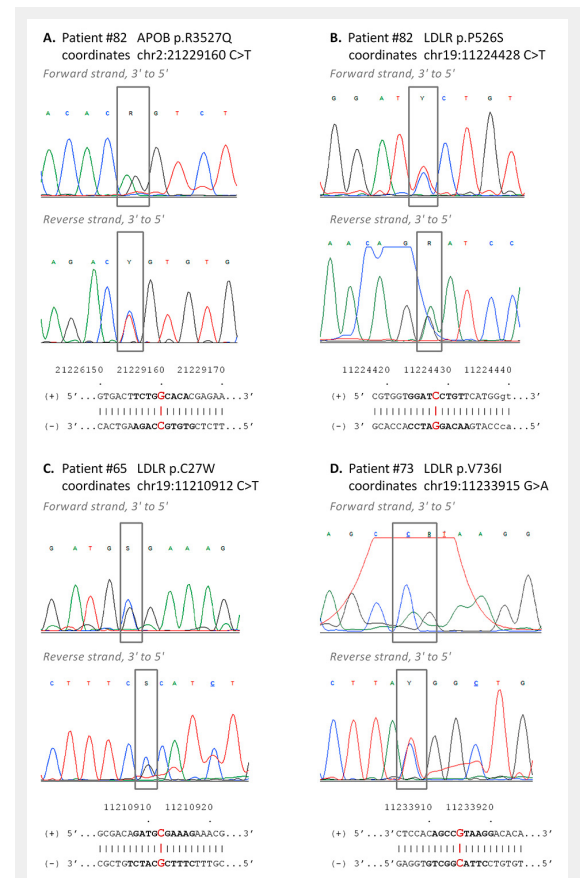 A. Patient #82 APOB p.R3527Q
coordinates chr2:21229160 C>T
Forward strand, 3' to 5'
A C A C R G T C T
Reverse strand, 3' to 5'
A G A C Y G T G T G
21226150 21229160 21229170
(+) 5’ ...GTGACTTCTGGCACACGAGAA...3’
(-) 3’...CACTGAAGACCGTGTGCTCTT...5’
B. Patient #82 LDLR p.P526S
coordinates chr19:11224428 C>T
Forward strand, 3' to 5'
G G A T Y C T G T
Reverse strand, 3' to 5'
A A C A G R A T C C
11224420 11224430 11224440
(+) 5’ CGTGGTGGATCCTGTTCATGGgt...3’
(-) 3’ GCACCACCTAGGACAAGTACCca...5’
C. Patient #65 LDLR p.C27W
coordinates chr19:11210912 C>T
Forward strand, 3' to 5'
G A T G S G A A A G
Reverse strand, 3' to 5'
C T T T C S C A T C T
11210910 11210920
(+) 5’ ...GCGACAGATGCGAAAGAAACG...3’
(-) 3’...CGCTGTCTACGCTTTCTTTGC...5’
D. Patient #73 LDLR p.V736I
coordinates chr19:11233915 G>A
Forward strand, 3' to 5'
A G C C R T A A G G
Reverse strand, 3' to 5'
C T T A Y G G C T G
11233910 11233920
(+) 5’...3’CTCCACAGCCGTAAGGACACA...3’
(-) 3’...5’GAGGTGTCGGCATTCCTGTGT...5’